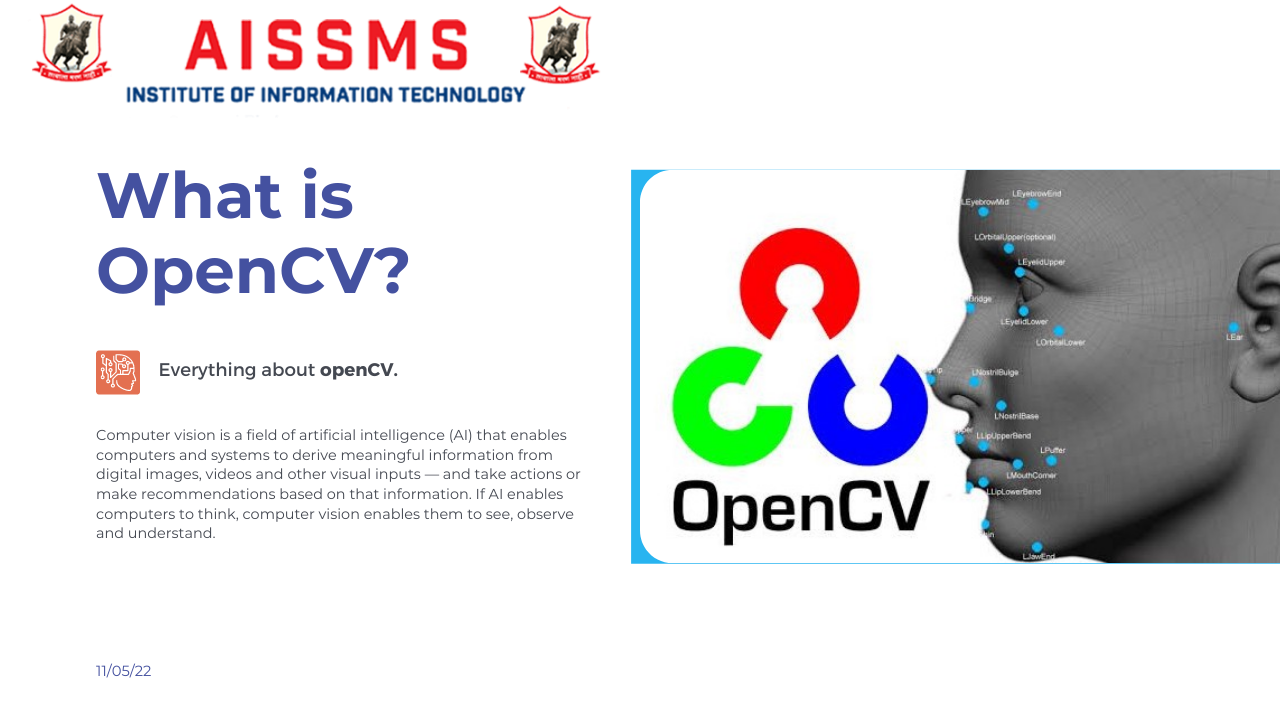 AISSMS
INSTITUTE OF INFORMATION TECHNOLOGY
What is
OpenCV?
Everything about openCV.
Computer vision is a field of artificial intelligence (AI) that enables
computers and systems to derive meaningful information from
digital images, videos and other visual inputs — and take actions or
make recommendations based on that information. If AI enables
computers to think, computer vision enables them to see, observe
and understand.
11/05/22
OpenCV
LEyebrowEnd
LEyebrowMid
LOrbitalUpper(optional)
LEyelidUpper
Bridge
LEyelidLower
LOrbitalLower
LEar
LNostrilBulge
LNostrilBase
LLipUpperBend
LPuffer
LMouthCorner
LLipLowerBend
LJawEnd